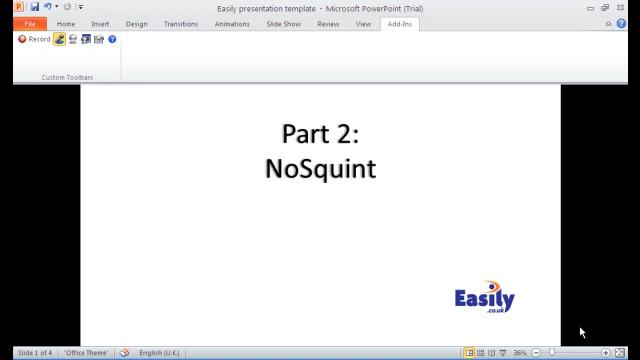 Easily presentation template - Microsoft PowerPoint (Trial)
File Home Insert Design Transitions Animations Slide Show Review View Add-Ins
Record
Custom Toolbars
Part 2:
NoSquint
Easily
.co.uk
Slide 1 of 4 "Office Theme" English (U.K.) 36%